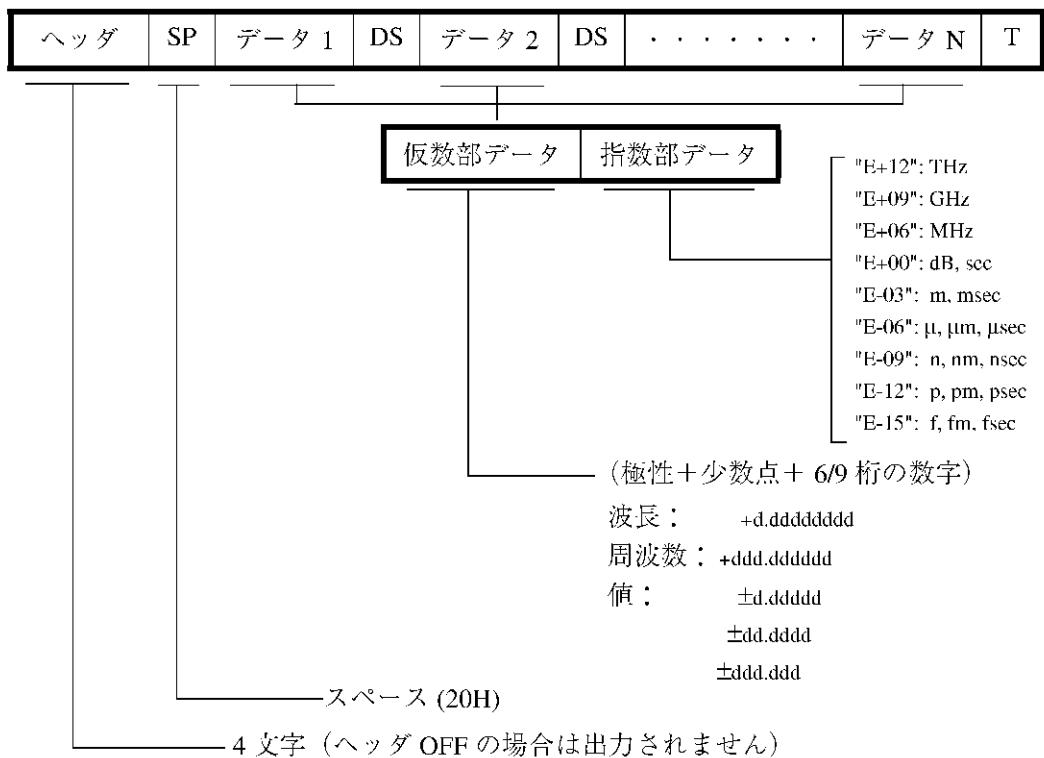 ヘッダ SP データ 1 DS データ 2 DS ・・・・・・・ データ N T
仮数部データ 指数部データ
"E+12": THz
"E+09": GHz
"E+06": MHz
"E+00": dB, sec
"E-03": m, msec
"E-06": μ, μm, μsec
"E-09": n, nm, nsec
"E-12": p, pm, psec
"E-15": f, fm, fsec
(極性＋少数点＋ 6/9 桁の数字)
波長： +d.dddddddd
周波数： +ddd.dddddd
値： ±d.ddddd
±dd.dddd
±ddd.ddd
スペース (20H)
4 文字（ヘッダ OFF の場合は出力されません）